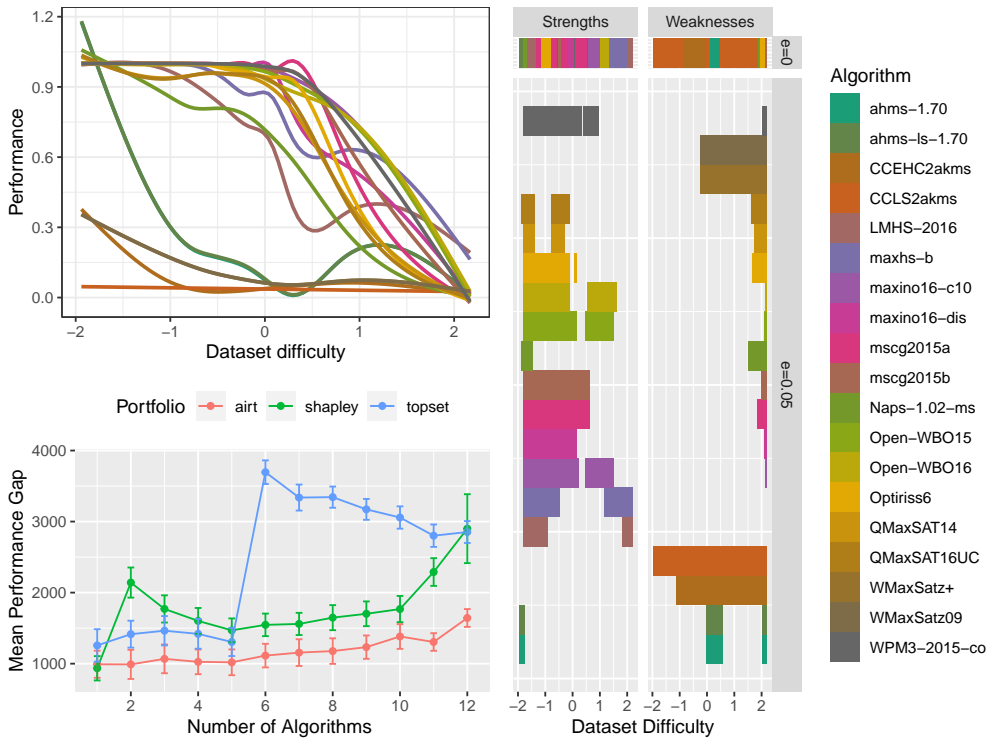 1.2
0.9
0.6
0.3
0.0
Performance
−2 −1 0 1 2
Dataset difficulty
Portfolio airt shapley topset
4000
3000
2000
1000
Mean Performance Gap
2 4 6 8 10 12
Number of Algorithms
Strengths Weaknesses
e=0
e=0.05
−2 −1 0 1 2 −2 −1 0 1 2
Dataset Difficulty
Algorithm
ahms−1.70
ahms−ls−1.70
CCEHC2akms
CCLS2akms
LMHS−2016
maxhs−b
maxino16−c10
maxino16−dis
mscg2015a
mscg2015b
Naps−1.02−ms
Open−WBO15
Open−WBO16
Optiriss6
QMaxSAT14
QMaxSAT16UC
WMaxSatz+
WMaxSatz09
WPM3−2015−co